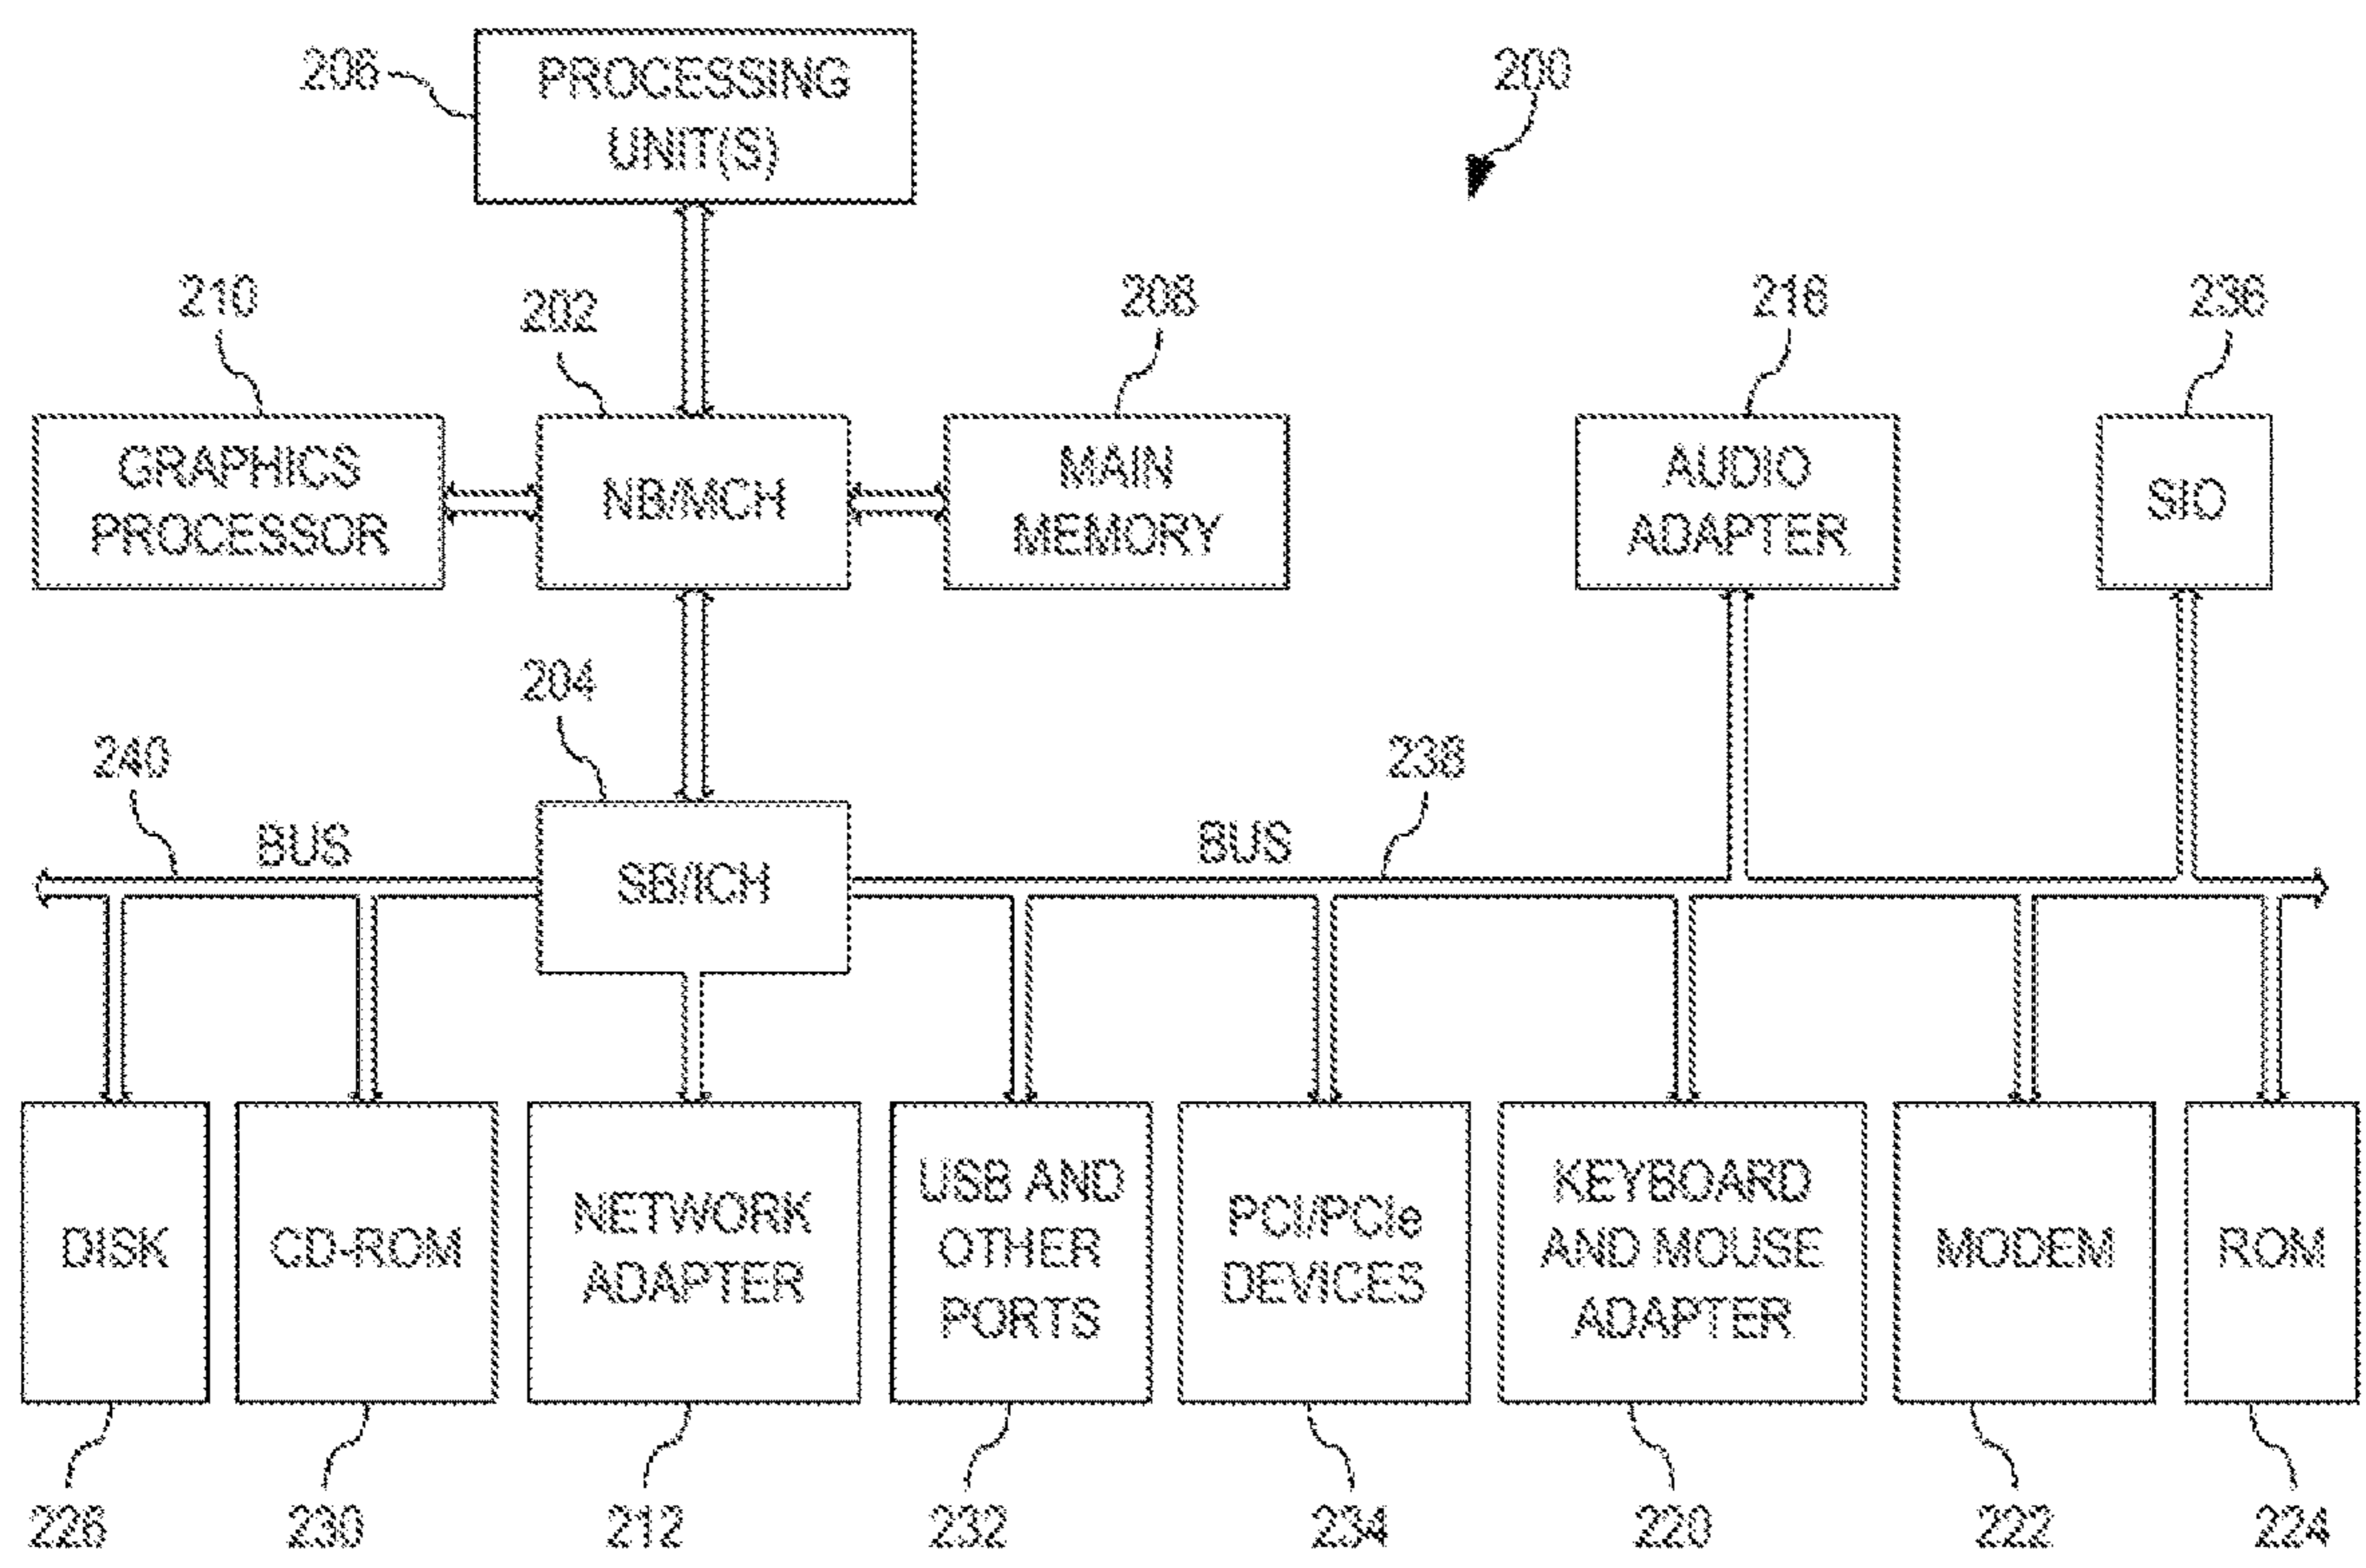 206
PROCESSING
UNIT(S)
200
210
202
208
216
236
GRAPHICS
PROCESSOR
NB/MCH
MAIN
MEMORY
AUDIO
ADAPTER
SIO
204
240
238
BUS
SB/ICH
BUS
DISK
CD-ROM
NETWORK
ADAPTER
USB AND
OTHER
PORTS
PCI/PCIe
DEVICES
KEYBOARD
AND MOUSE
ADAPTER
MODEM
ROM
226
230
212
232
234
220
222
224